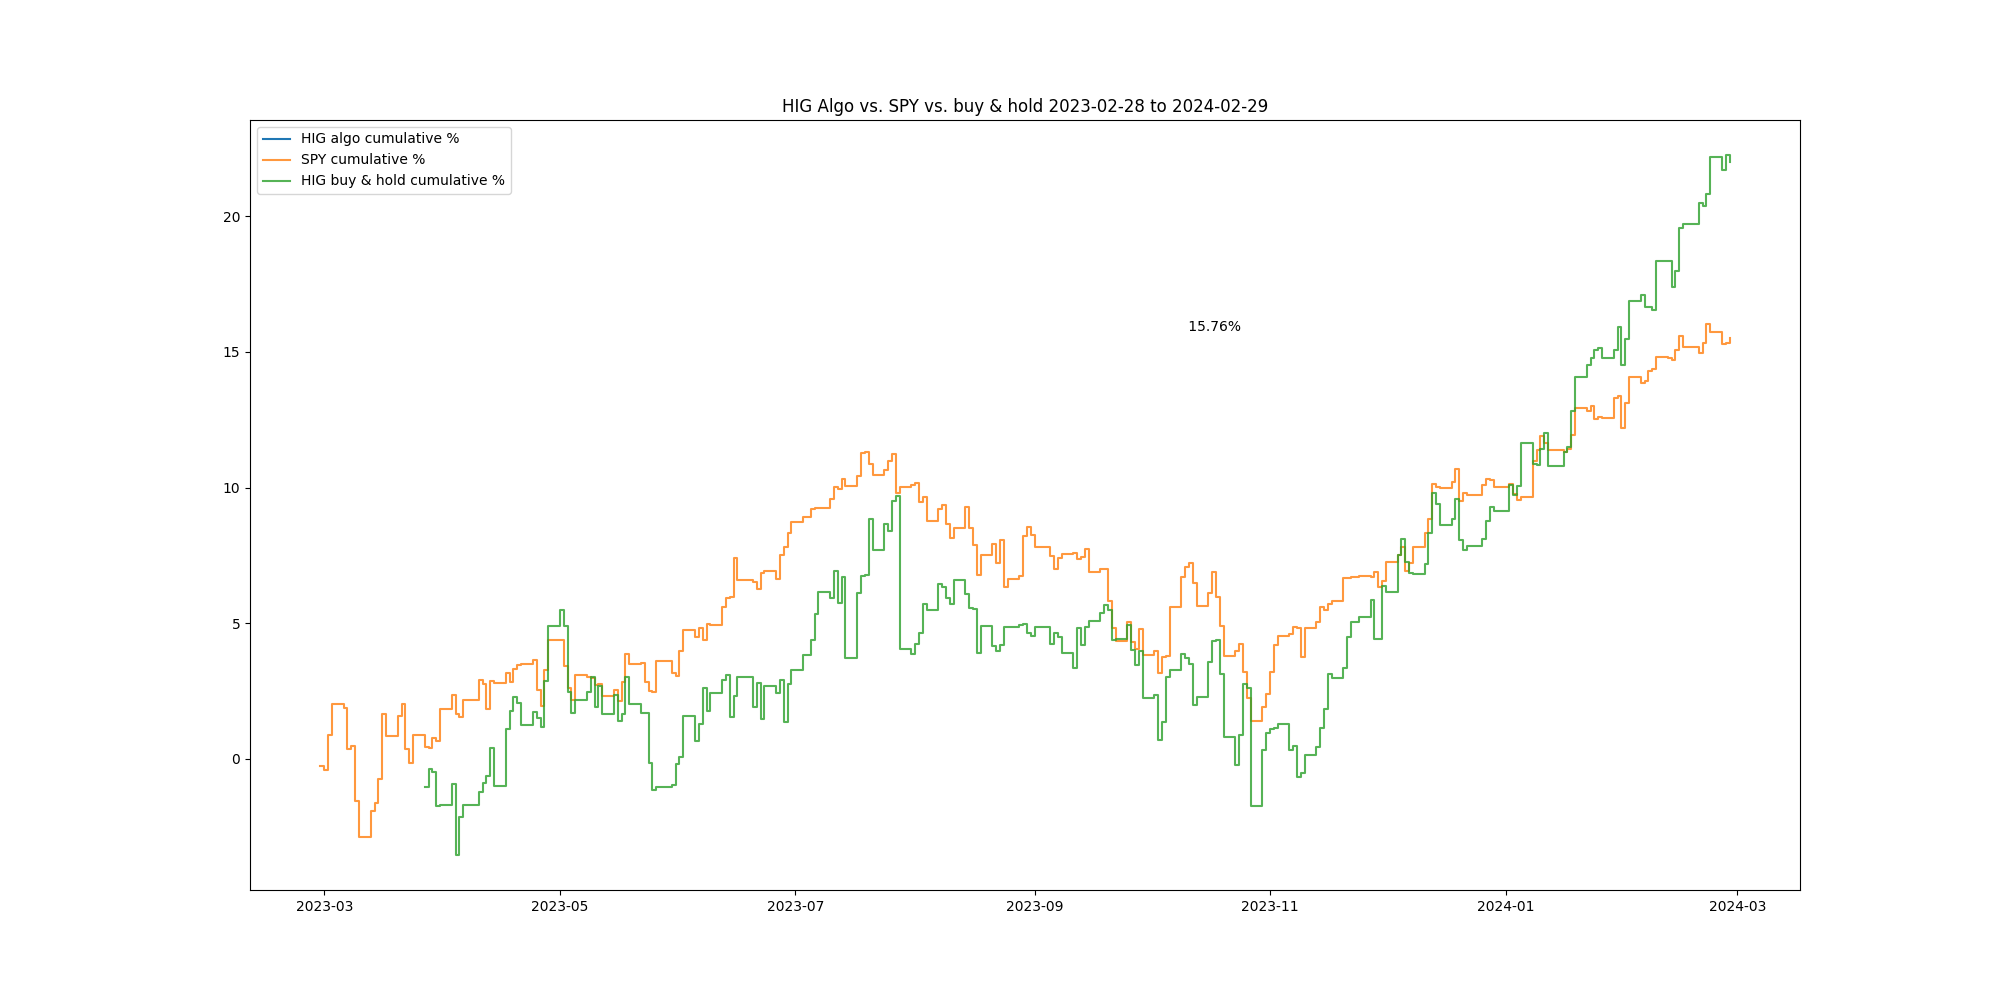 HIG Algo vs. SPY vs. buy & hold 2023-02-28 to 2024-02-29
HIG algo cumulative %
SPY cumulative %
HIG buy & hold cumulative %
20
15.76%
15
10
5
0
2023-03 2023-05 2023-07 2023-09 2023-11 2024-01 2024-03